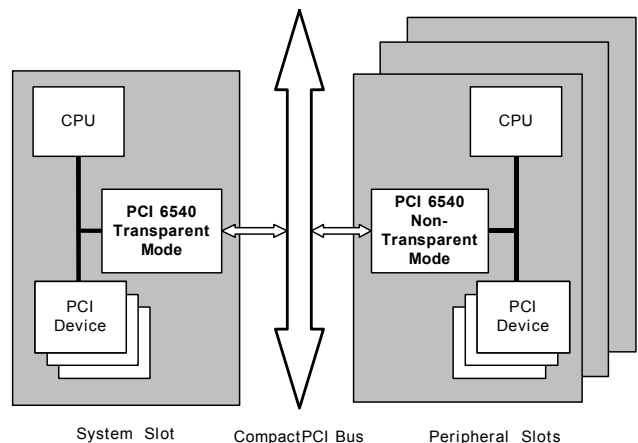 CPU
PCI 6540
Transparent
Mode
PCI
Device
System Slot
CompactPCI Bus
CPU
PCI 6540
Non-
Transparent
Mode
PCI
Device
Peripheral Slots